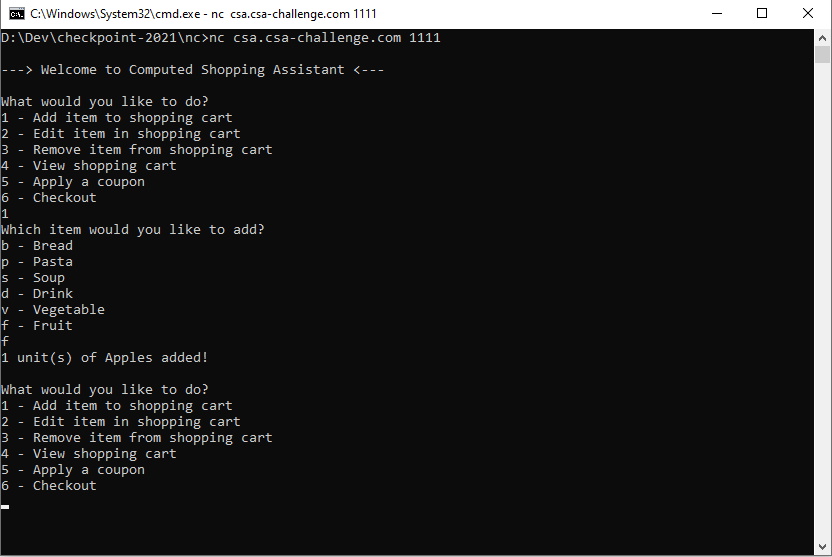 C:\Windows\System32\cmd.exe - nc csa.csa-challenge.com 1111
D:\Dev\checkpoint-2021\nc>nc csa.csa-challenge.com 1111
---> Welcome to Computed Shopping Assistant <---
What would you like to do?
1 - Add item to shopping cart
2 - Edit item in shopping cart
3 - Remove item from shopping cart
4 - View shopping cart
5 - Apply a coupon
6 - Checkout
1
Which item would you like to add?
b - Bread
p - Pasta
s - Soup
d - Drink
v - Vegetable
f - Fruit
f
1 unit(s) of Apples added!
What would you like to do?
1 - Add item to shopping cart
2 - Edit item in shopping cart
3 - Remove item from shopping cart
4 - View shopping cart
5 - Apply a coupon
6 - Checkout